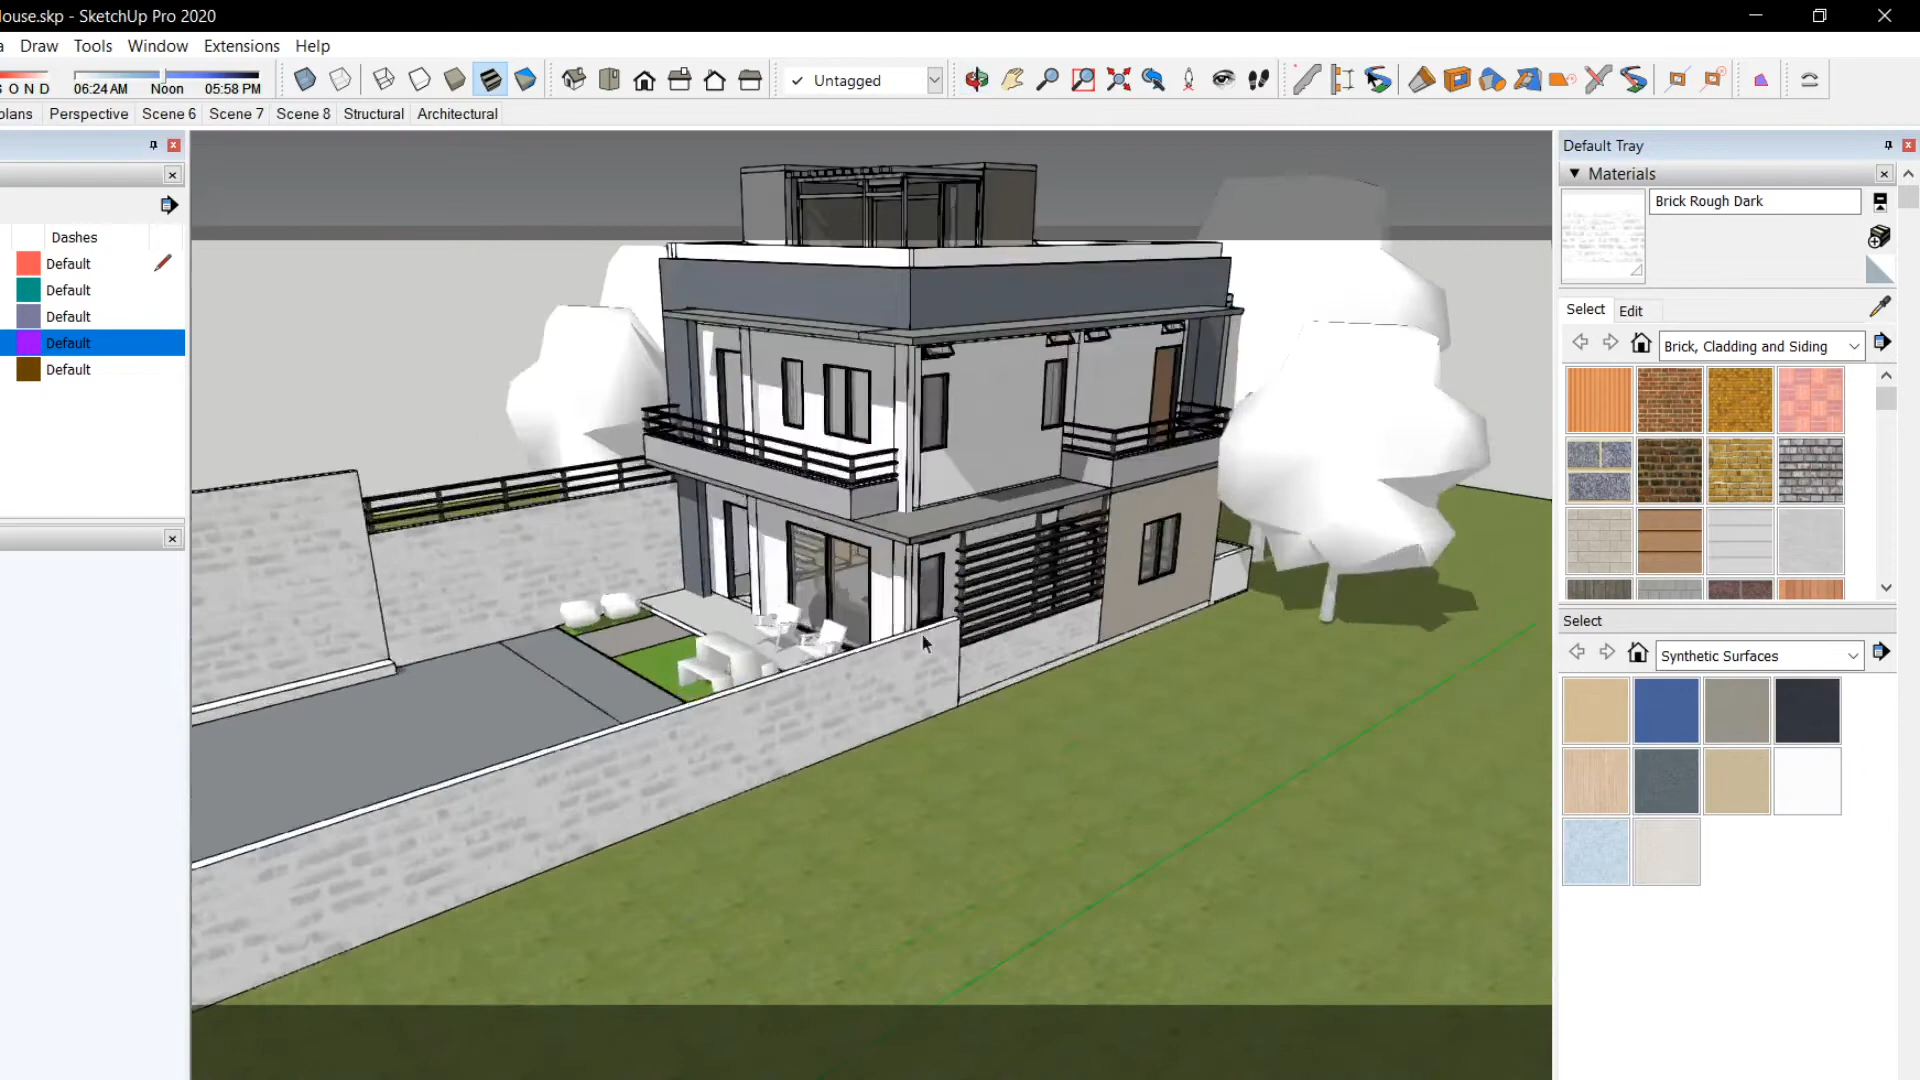 ouse.skp - SketchUp Pro 2020
a Draw Tools Window Extensions Help
S O N D 06:24 AM Noon 05:58 PM Untagged
plans Perspective Scene 6 Scene 7 Scene 8 Structural Architectural
Default Tray
Materials
Brick Rough Dark
Dashes
Default
Default
Default
Default
Default
Select Edit
Brick, Cladding and Siding
Select
Synthetic Surfaces